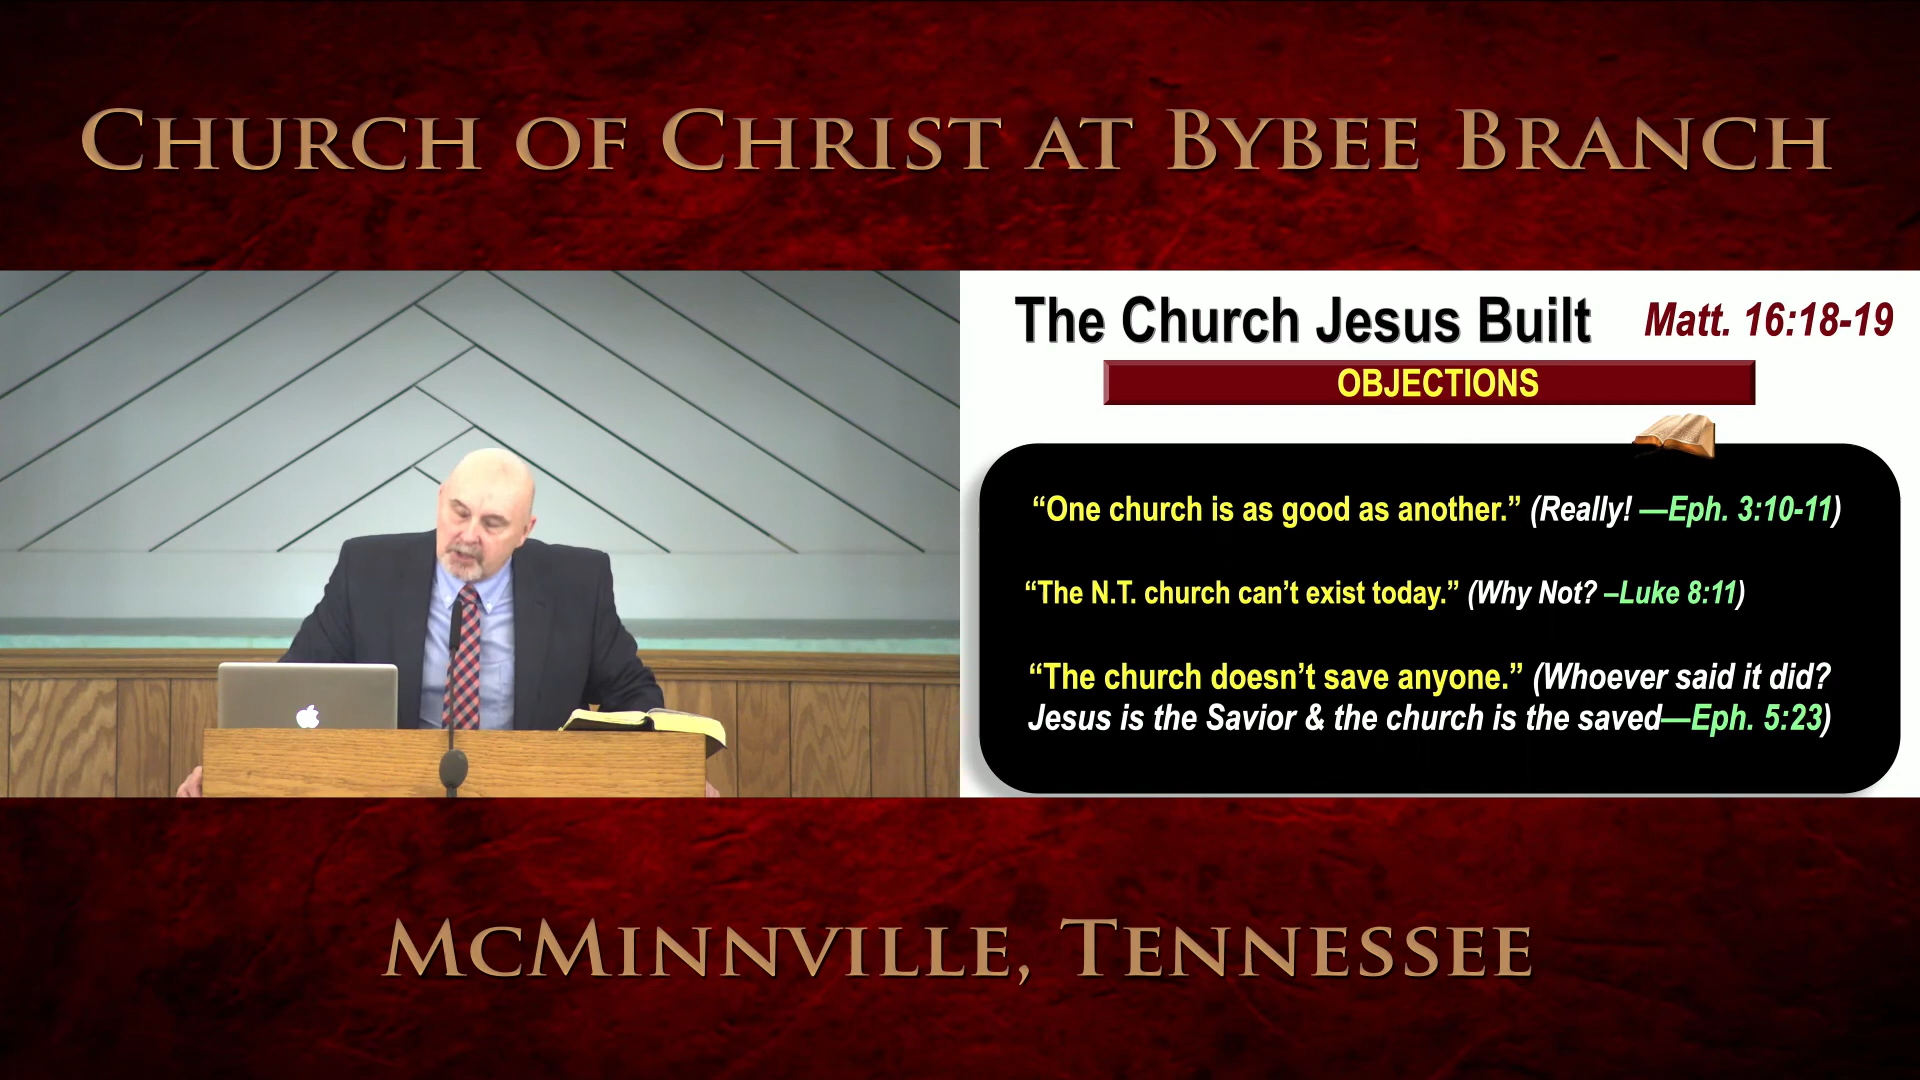 CHURCH OF CHRIST AT BYBEE BRANCH
The Church Jesus Built Matt. 16:18-19
OBJECTIONS
“One church is as good as another.” (Really! —Eph. 3:10-11)
“The N.T. church can’t exist today.” (Why Not? –Luke 8:11)
“The church doesn’t save anyone.” (Whoever said it did?
Jesus is the Savior & the church is the saved—Eph. 5:23)
MCMINNVILLE, TENNESSEE